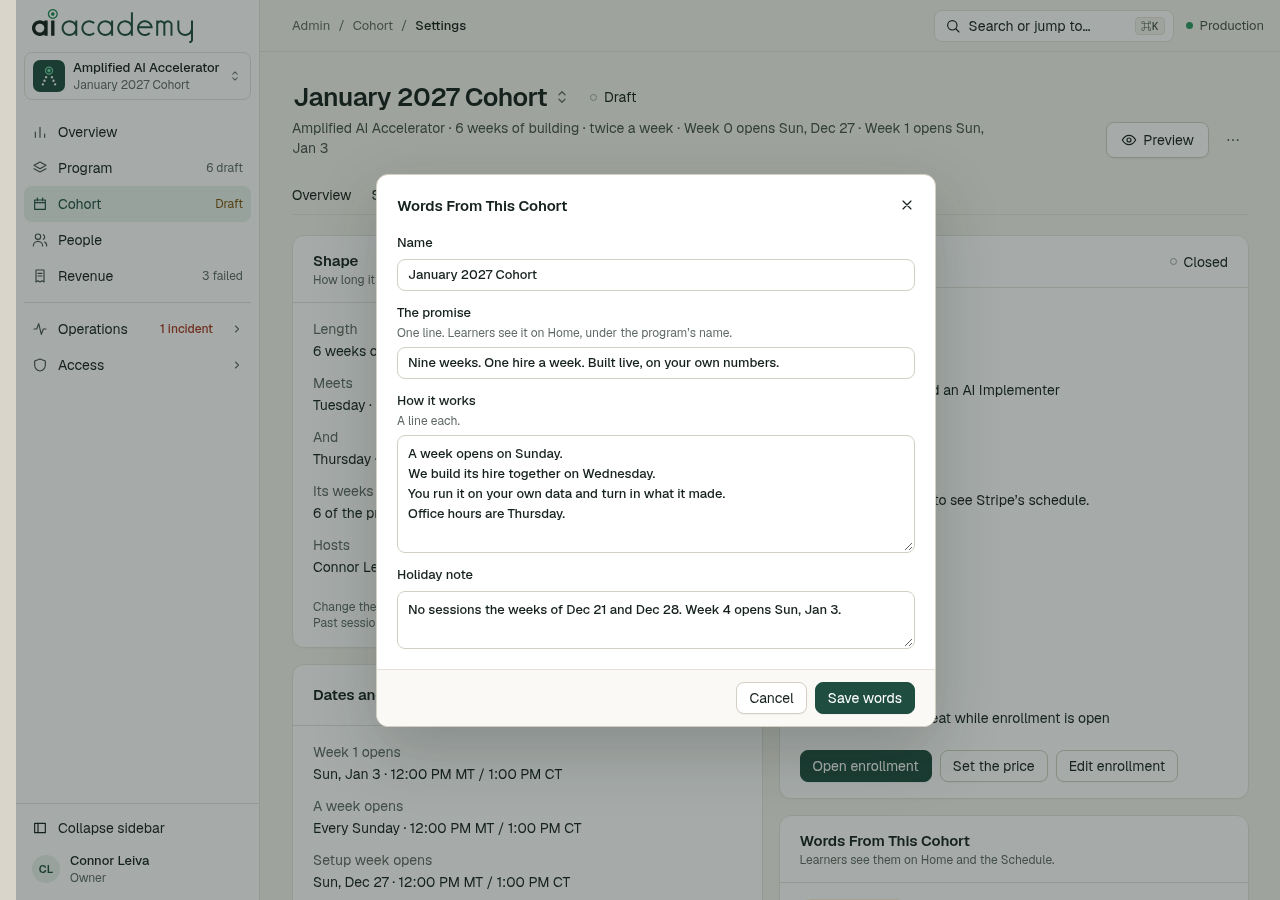 ai academy
Amplified AI Accelerator
January 2027 Cohort
Overview
Program 6 draft
Cohort Draft
People
Revenue 3 failed
Operations 1 incident
Access
Collapse sidebar
CL
Connor Leiva
Owner
Admin / Cohort / Settings
Search or jump to… ⌘K
Production
January 2027 Cohort
Draft
Amplified AI Accelerator · 6 weeks of building · twice a week · Week 0 opens Sun, Dec 27 · Week 1 opens Sun,
Jan 3
Preview
Overview
Shape
How long it
Length
6 weeks
Meets
Tuesday ·
And
Thursday
Its weeks
6 of the
Hosts
Connor
Change the
Past
Dates
Week 1 opens
Sun, Jan 3 · 12:00 PM MT / 1:00 PM CT
A week opens
Every Sunday · 12:00 PM MT / 1:00 PM CT
Setup week opens
Sun, Dec 27 · 12:00 PM MT / 1:00 PM CT
Closed
an AI Implementer
to see Stripe’s schedule.
while enrollment is open
Open enrollment
Set the price
Edit enrollment
Words From This Cohort
Learners see them on Home and the Schedule.
Words From This Cohort
Name
January 2027 Cohort
The promise
One line. Learners see it on Home, under the program’s name.
Nine weeks. One hire a week. Built live, on your own numbers.
How it works
A line each.
A week opens on Sunday.
We build its hire together on Wednesday.
You run it on your own data and turn in what it made.
Office hours are Thursday.
Holiday note
No sessions the weeks of Dec 21 and Dec 28. Week 4 opens Sun, Jan 3.
Cancel
Save words